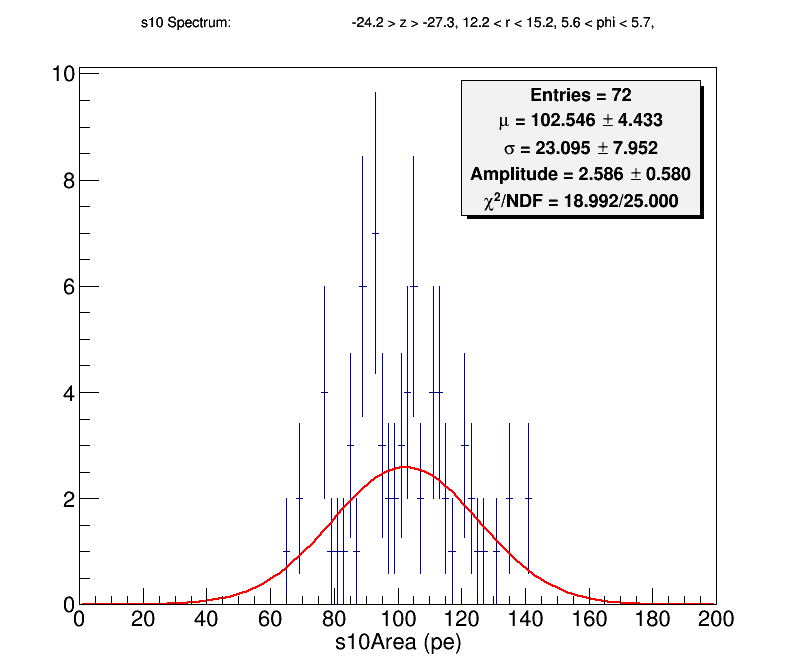 s10 Spectrum: -24.2 > z > -27.3, 12.2 < r < 15.2, 5.6 < phi < 5.7,
Entries = 72
μ = 102.546 ± 4.433
σ = 23.095 ± 7.952
Amplitude = 2.586 ± 0.580
χ²/NDF = 18.992/25.000
10
8
6
4
2
0
0 20 40 60 80 100 120 140 160 180 200
s10Area (pe)